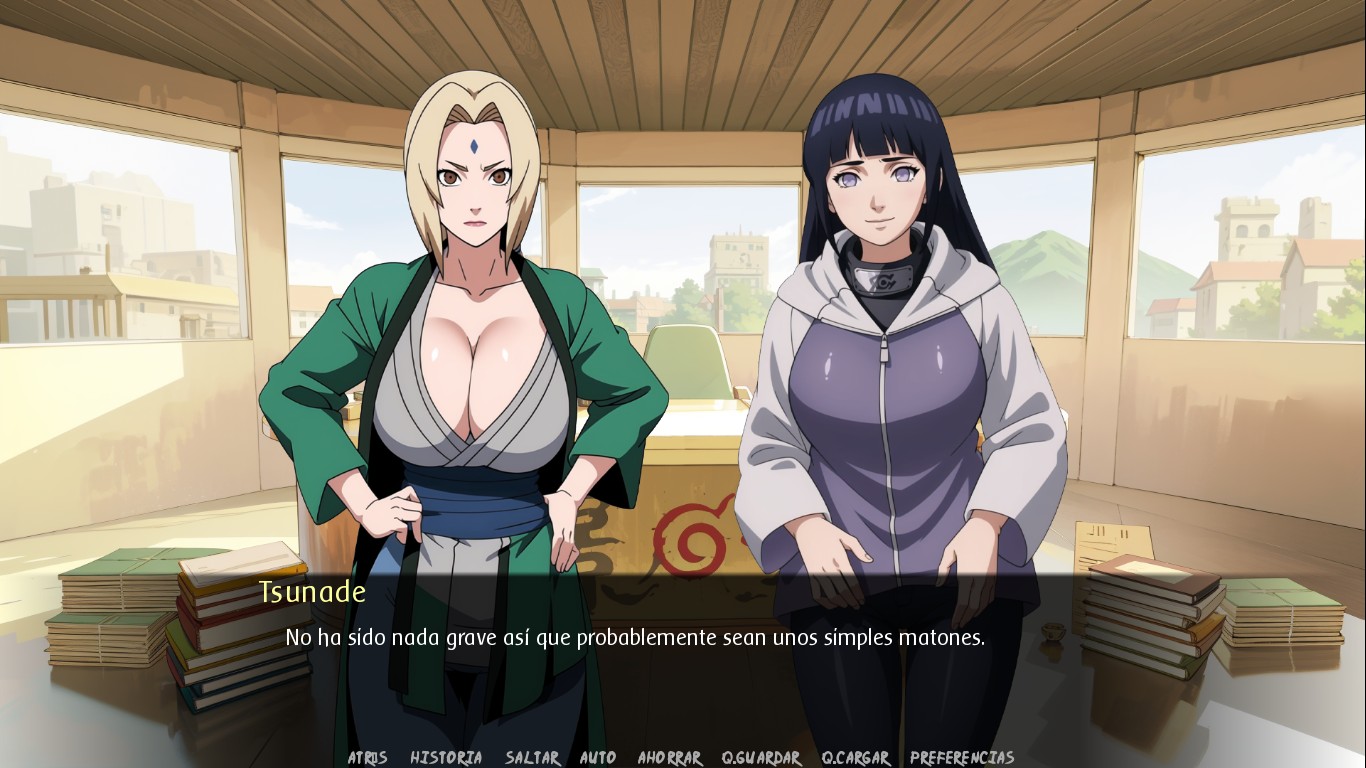 Tsunade
No ha sido nada grave así que probablemente sean unos simples matones.
ATR▯S HISTORIA SALTAR AUTO AHORRAR Q.GUARDAR Q.CARGAR PREFERENCIAS